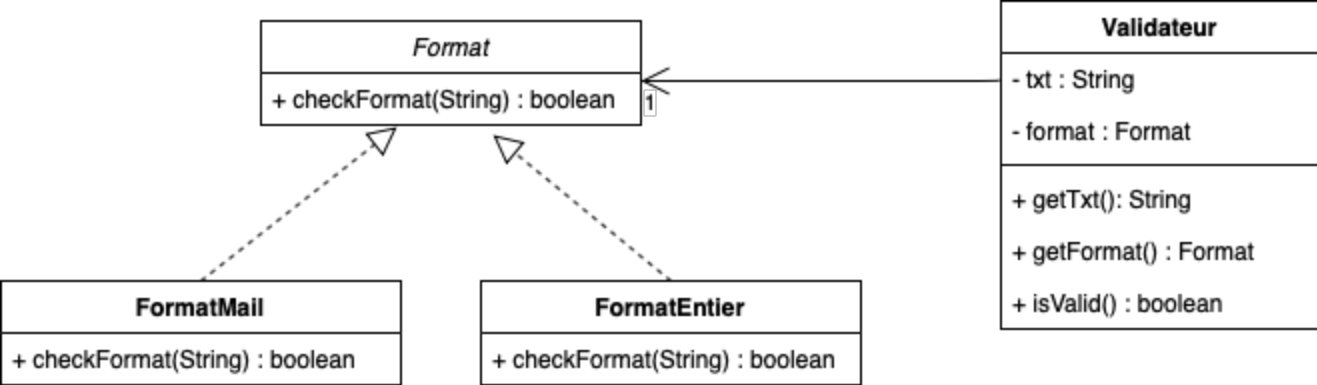 Format
+ checkFormat(String) : boolean
1
Validateur
- txt : String
- format : Format
+ getTxt(): String
+ getFormat() : Format
+ isValid() : boolean
FormatMail
+ checkFormat(String) : boolean
FormatEntier
+ checkFormat(String) : boolean